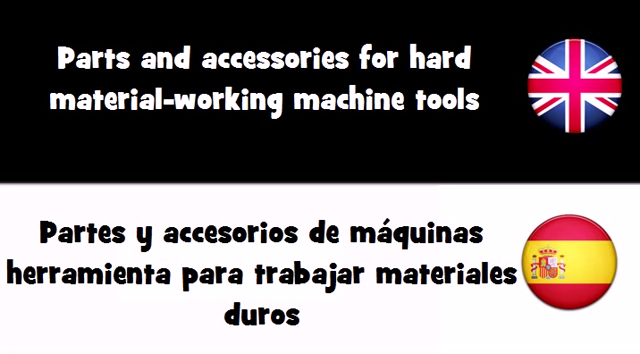 Parts and accessories for hard
material-working machine tools
Partes y accesorios de máquinas
herramienta para trabajar materiales
duros